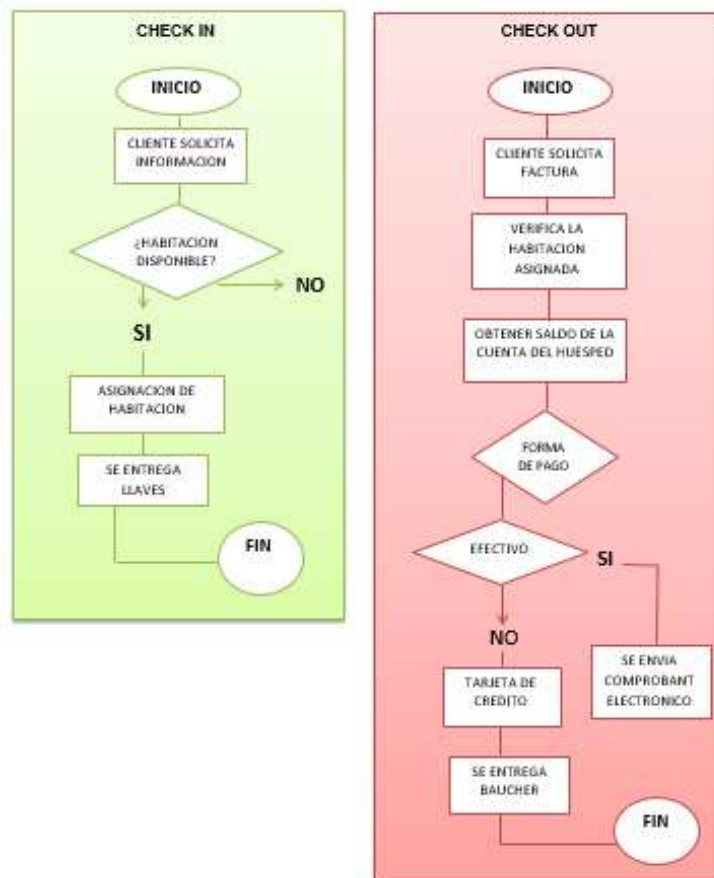 CHECK IN
INICIO
CLIENTE SOLICITA
INFORMACION
¿HABITACION
DISPONIBLE?
NO
SI
ASIGNACION DE
HABITACION
SE ENTREGA
LLAVES
FIN
CHECK OUT
INICIO
CLIENTE SOLICITA
FACTURA
VERIFICA LA
HABITACION
ASIGNADA
OBTENER SALDO DE LA
CUENTA DEL HUESPED
FORMA
DE PAGO
EFECTIVO
SI
NO
SE ENVIA
COMPROBANT
ELECTRONICO
TARJETA DE
CREDITO
SE ENTREGA
BAUCHER
FIN